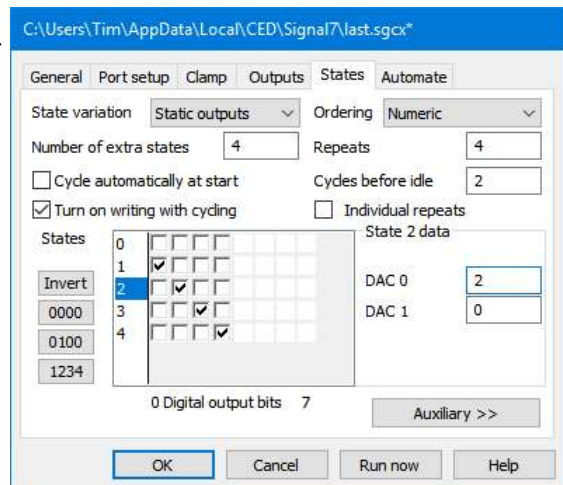 C:\Users\Tim\AppData\Local\CED\Signal7\last.sgcx*
General Port setup Clamp Outputs States Automate
State variation Static outputs Ordering Numeric
Number of extra states 4 Repeats 4
Cycle automatically at start Cycles before idle 2
Turn on writing with cycling Individual repeats
States State 2 data
0
1
Invert 2 DAC 0 2
0000 3 DAC 1 0
0100 4
1234
0 Digital output bits 7
Auxiliary >>
OK Cancel Run now Help